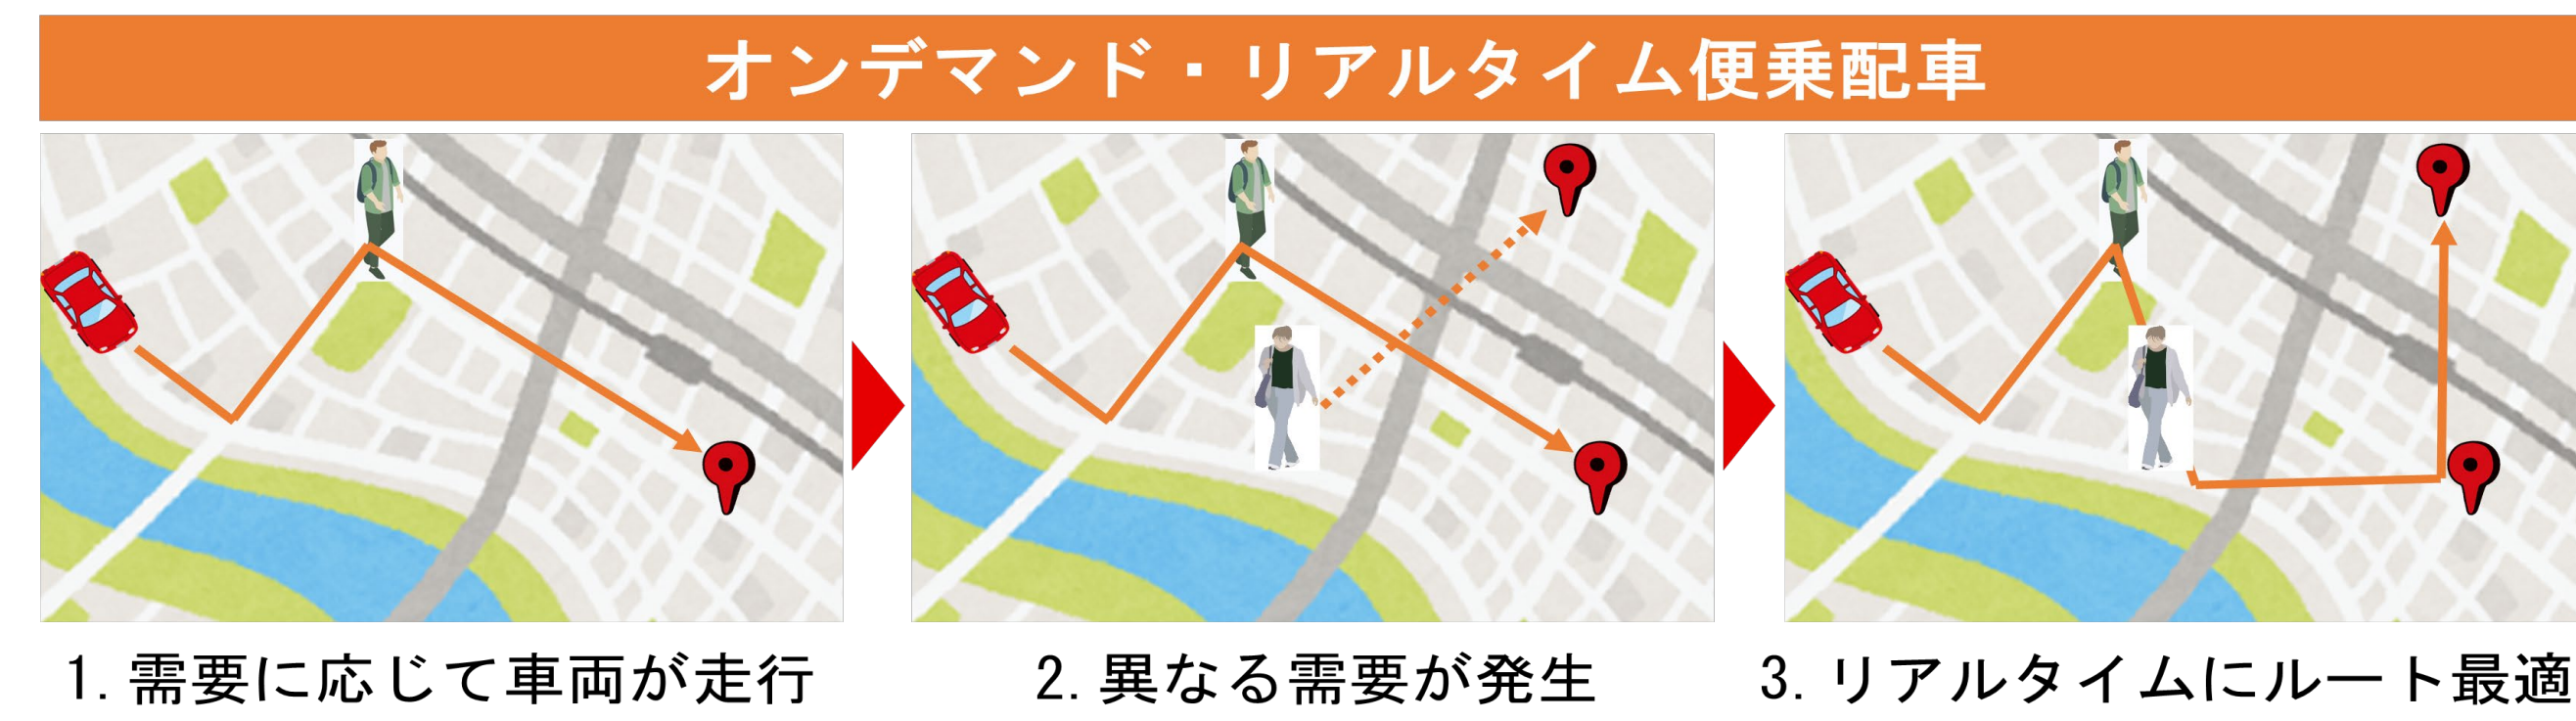 オンデマンド・リアルタイム便乗配車
1. 需要に応じて車両が走行
2. 異なる需要が発生
3. リアルタイムにルート最適